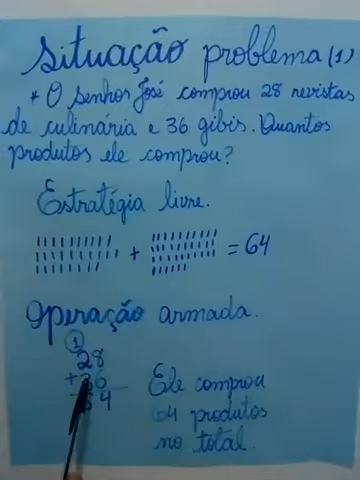 Situação problema (1)
* O senhor José comprou 28 revistas
de culinária e 36 gibis. Quantos
produtos ele comprou?
Estratégia livre.
+ = 64
Operação armada.
1
28
+ 36
64
Ele comprou
64 produtos
no total.